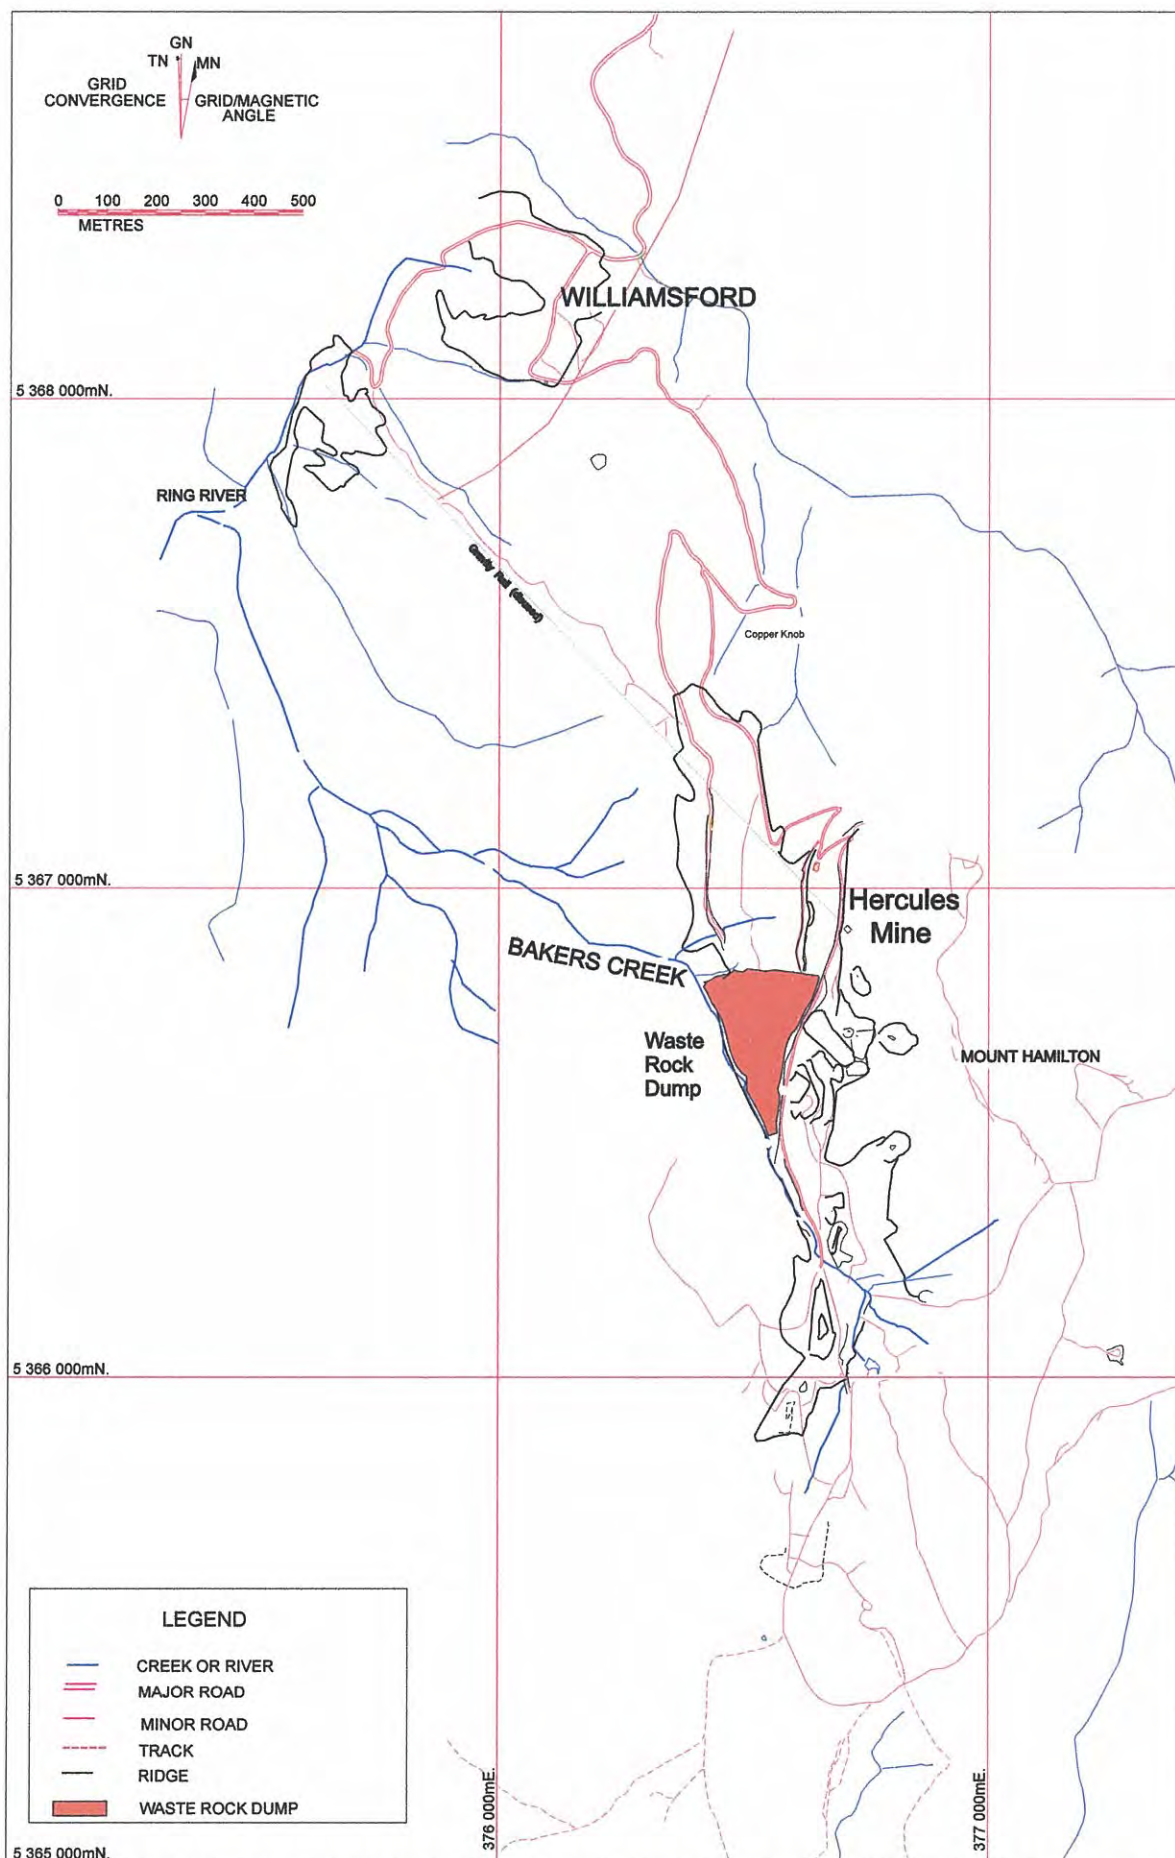 GN
TN
MN
GRID
CONVERGENCE
GRID/MAGNETIC
ANGLE
0 100 200 300 400 500
METRES
WILLIAMSFORD
5 368 000mN.
RING RIVER
Gravity Rail (disused)
Copper Knob
5 367 000mN.
Hercules
Mine
BAKERS CREEK
Waste
Rock
Dump
MOUNT HAMILTON
5 366 000mN.
LEGEND
CREEK OR RIVER
MAJOR ROAD
MINOR ROAD
TRACK
RIDGE
WASTE ROCK DUMP
376 000mE.
377 000mE.
5 365 000mN.